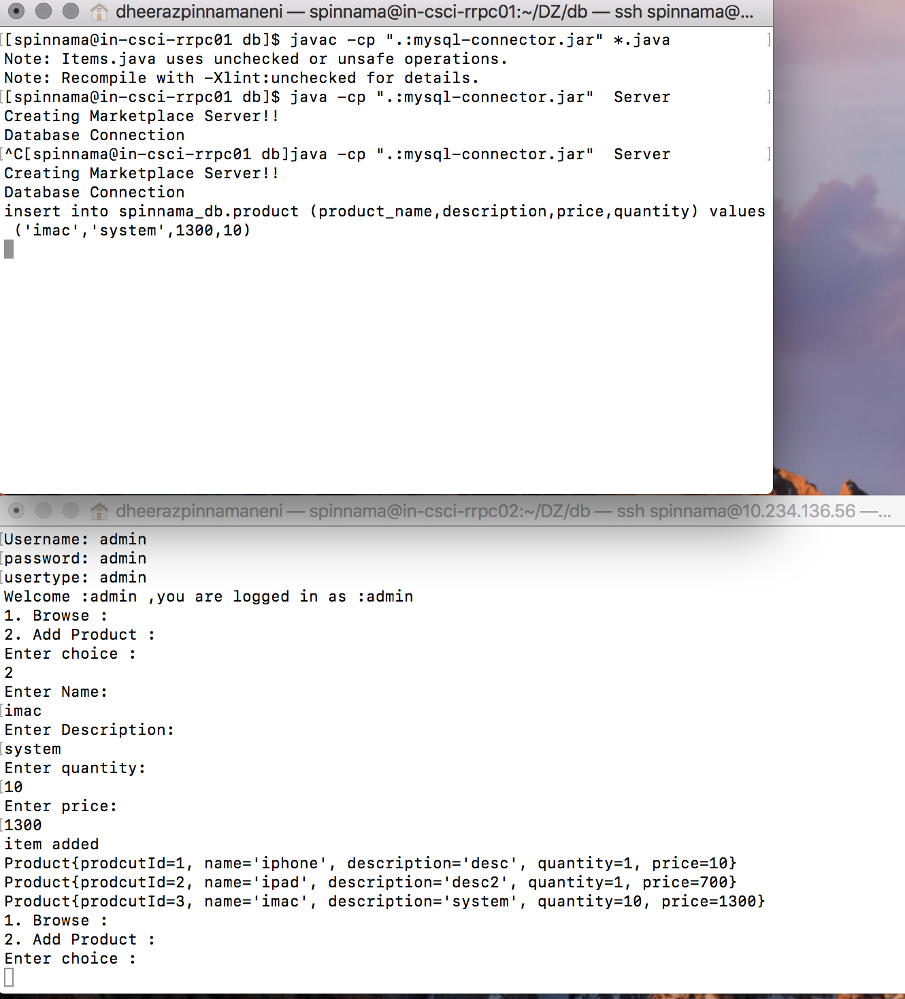 dheerazpinnamaneni — spinnama@in-csci-rrpc01:~/DZ/db — ssh spinnama@...
[[spinnama@in-csci-rrpc01 db]$ javac -cp ".:mysql-connector.jar" *.java ]
Note: Items.java uses unchecked or unsafe operations.
Note: Recompile with -Xlint:unchecked for details.
[[spinnama@in-csci-rrpc01 db]$ java -cp ".:mysql-connector.jar"  Server ]
Creating Marketplace Server!!
Database Connection
[^C[spinnama@in-csci-rrpc01 db]java -cp ".:mysql-connector.jar"  Server ]
Creating Marketplace Server!!
Database Connection
insert into spinnama_db.product (product_name,description,price,quantity) values
 ('imac','system',1300,10)
dheerazpinnamaneni — spinnama@in-csci-rrpc02:~/DZ/db — ssh spinnama@10.234.136.56 —...
[Username: admin
[password: admin
[usertype: admin
Welcome :admin ,you are logged in as :admin
1. Browse :
2. Add Product :
Enter choice :
2
Enter Name:
[imac
Enter Description:
[system
Enter quantity:
[10
Enter price:
[1300
item added
Product{prodcutId=1, name='iphone', description='desc', quantity=1, price=10}
Product{prodcutId=2, name='ipad', description='desc2', quantity=1, price=700}
Product{prodcutId=3, name='imac', description='system', quantity=10, price=1300}
1. Browse :
2. Add Product :
Enter choice :